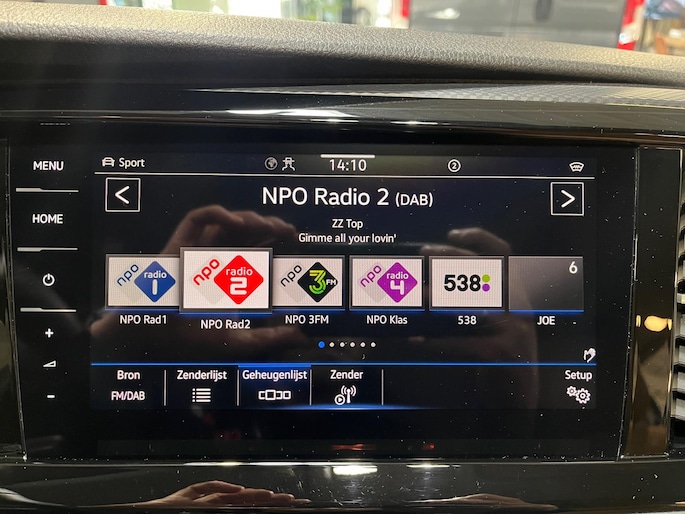 MENU
HOME
Sport
14:10
2
NPO Radio 2 (DAB)
ZZ Top
Gimme all your lovin'
npo radio 1
npo radio 2
npo 3FM
npo radio 4
538
6
NPO Rad1
NPO Rad2
NPO 3FM
NPO Klas
538
JOE
Bron
FM/DAB
Zenderlijst
Geheugenlijst
Zender
Setup